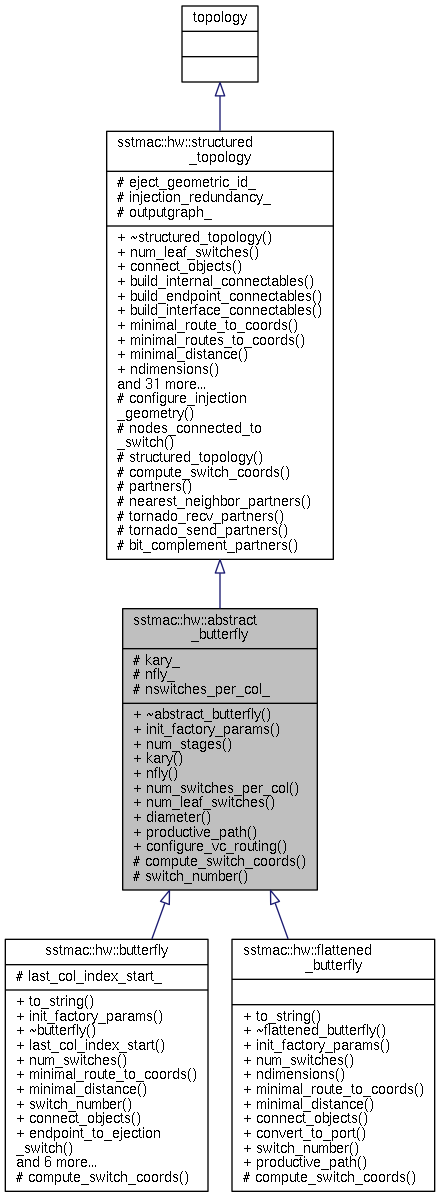 topology
sstmac::hw::structured
_topology
# eject_geometric_id_
# injection_redundancy_
# outputgraph_
+ ~structured_topology()
+ num_leaf_switches()
+ connect_objects()
+ build_internal_connectables()
+ build_endpoint_connectables()
+ build_interface_connectables()
+ minimal_route_to_coords()
+ minimal_routes_to_coords()
+ minimal_distance()
+ ndimensions()
and 31 more...
# configure_injection
_geometry()
# nodes_connected_to
_switch()
# structured_topology()
# compute_switch_coords()
# partners()
# nearest_neighbor_partners()
# tornado_recv_partners()
# tornado_send_partners()
# bit_complement_partners()
sstmac::hw::abstract
_butterfly
# kary_
# nfly_
# nswitches_per_col_
+ ~abstract_butterfly()
+ init_factory_params()
+ num_stages()
+ kary()
+ nfly()
+ num_switches_per_col()
+ num_leaf_switches()
+ diameter()
+ productive_path()
+ configure_vc_routing()
# compute_switch_coords()
# switch_number()
sstmac::hw::butterfly
# last_col_index_start_
+ to_string()
+ init_factory_params()
+ ~butterfly()
+ last_col_index_start()
+ num_switches()
+ minimal_route_to_coords()
+ minimal_distance()
+ switch_number()
+ connect_objects()
+ endpoint_to_ejection
_switch()
and 6 more...
# compute_switch_coords()
sstmac::hw::flattened
_butterfly
+ to_string()
+ ~flattened_butterfly()
+ init_factory_params()
+ num_switches()
+ ndimensions()
+ minimal_route_to_coords()
+ minimal_distance()
+ connect_objects()
+ convert_to_port()
+ switch_number()
+ productive_path()
# compute_switch_coords()